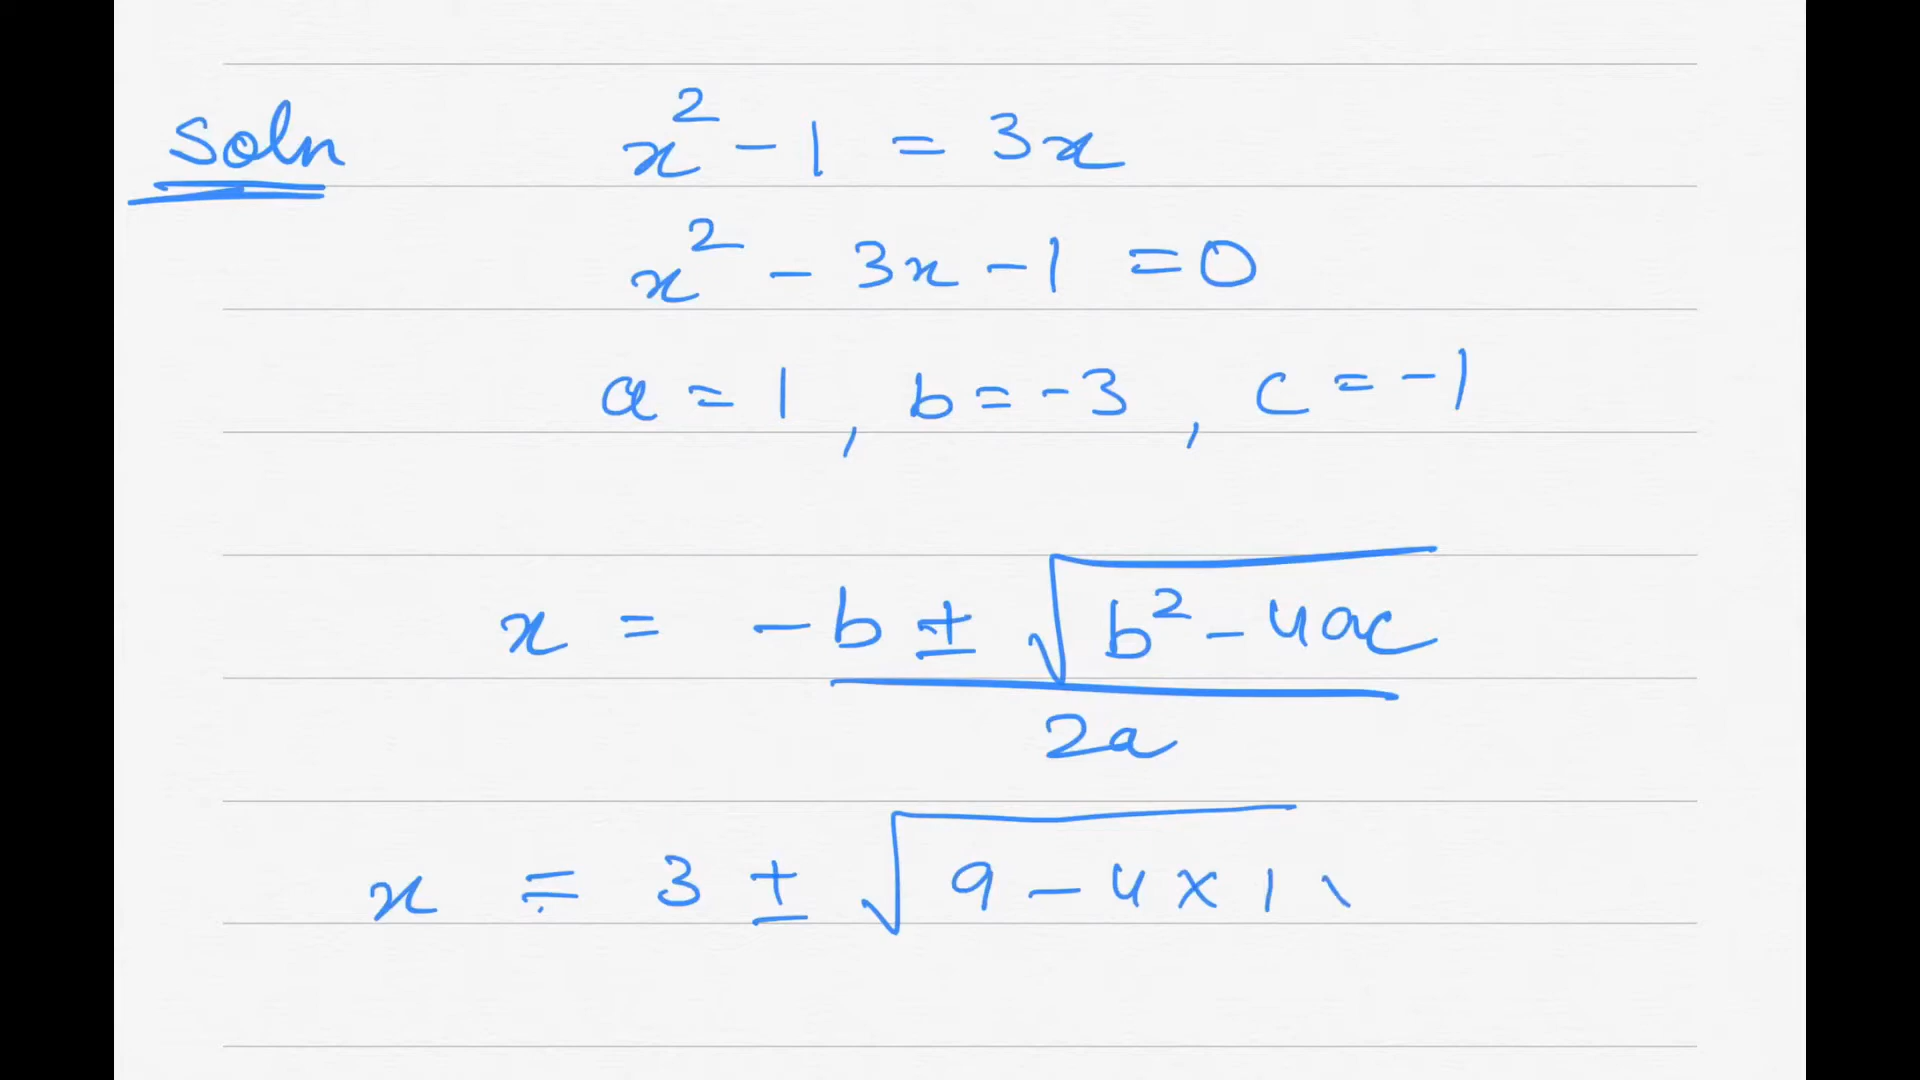 Soln x² - 1 = 3x
x² - 3x - 1 = 0
a = 1 , b = -3 , c = -1
x = -b ± √(b² - 4ac)
2a
x = 3 ± √(9 - 4 × 1 \